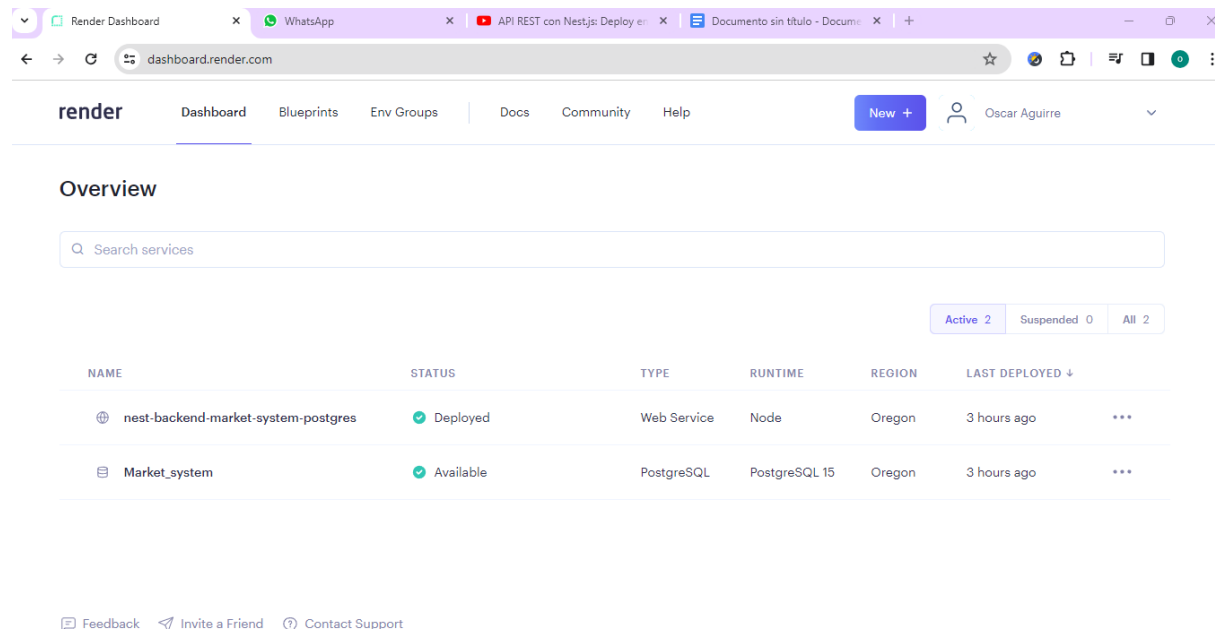 Render Dashboard WhatsApp API REST con Nest.js: Deploy en Documento sin título - Docume
dashboard.render.com
render Dashboard Blueprints Env Groups Docs Community Help New + Oscar Aguirre
Overview
Search services
Active 2 Suspended 0 All 2
NAME STATUS TYPE RUNTIME REGION LAST DEPLOYED ↓
nest-backend-market-system-postgres Deployed Web Service Node Oregon 3 hours ago
Market_system Available PostgreSQL PostgreSQL 15 Oregon 3 hours ago
Feedback Invite a Friend Contact Support